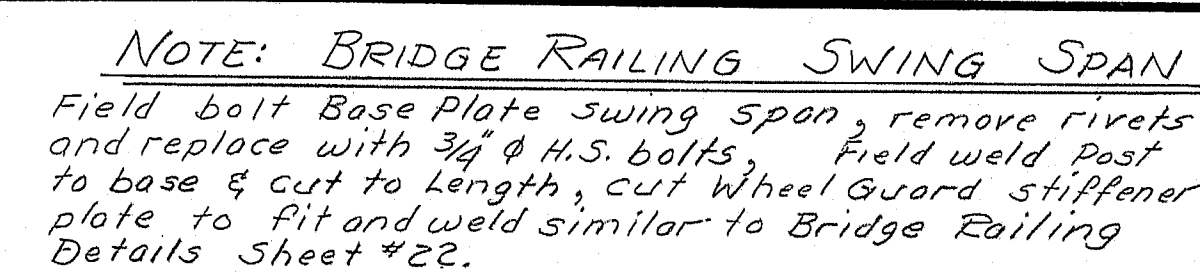 NOTE: BRIDGE RAILING SWING SPAN
Field bolt Base Plate swing span, remove rivets
and replace with 3/4" ϕ H.S. bolts, Field weld Post
to base & cut to Length, cut Wheel Guard stiffener
plate to fit and weld similar to Bridge Railing
Details Sheet #22.